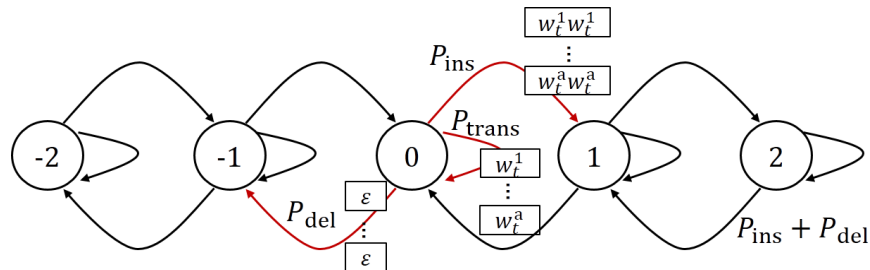 w_t^1 w_t^1
⋮
w_t^a w_t^a
P_ins
P_trans
-2
-1
0
1
2
w_t^1
⋮
w_t^a
ε
⋮
ε
P_del
P_ins + P_del